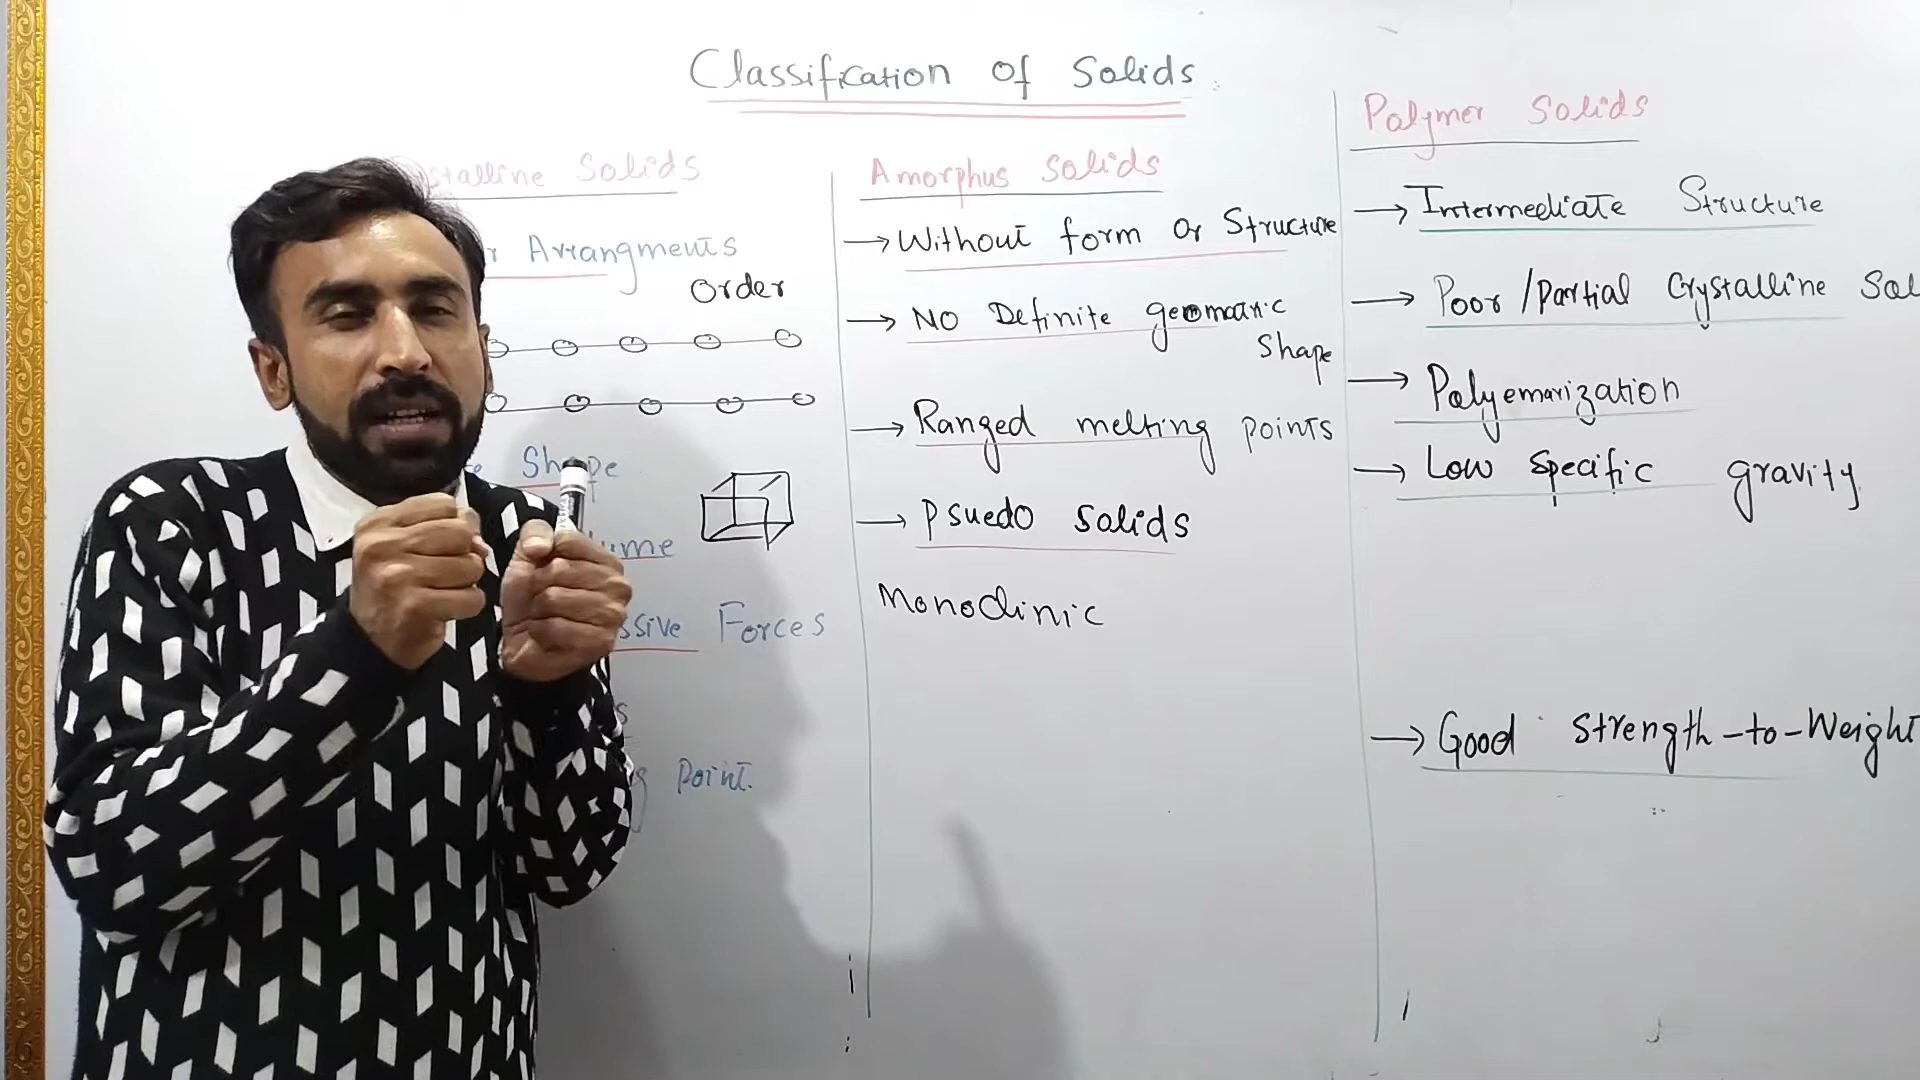 Classification of Solids
stalline Solids
Arrangments
Order
Shape
ume
ssive Forces
Point.
Amorphus Solids
→ Without form or Structure
→ No Definite geomatric
Shape
→ Ranged melting points
→ Psuedo Solids
Monoclinic
Polymer Solids
→ Intermediate Structure
→ Poor / Partial Crystalline Sol
→ Polyemarization
→ Low Specific gravity
→ Good Strength-to-Weight